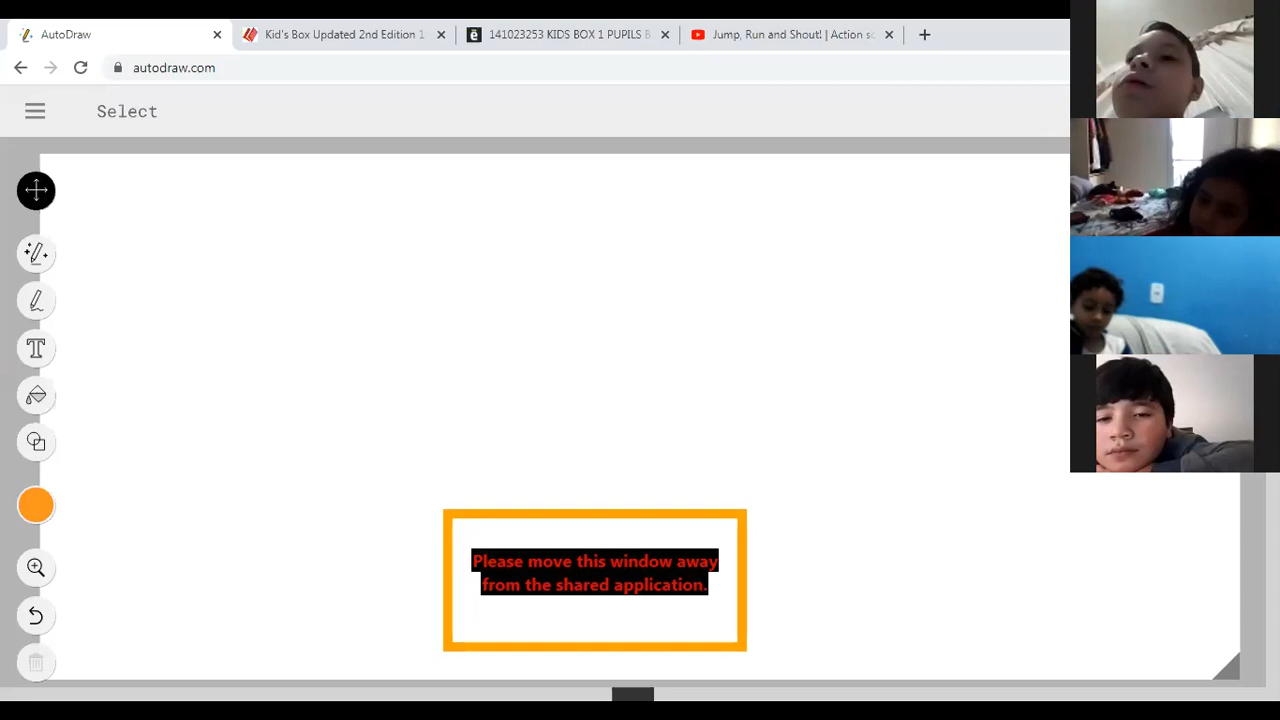 AutoDraw
Kid's Box Updated 2nd Edition 1
141023253 KIDS BOX 1 PUPILS B
Jump, Run and Shout! | Action so
autodraw.com
Select
T
Please move this window away
from the shared application.